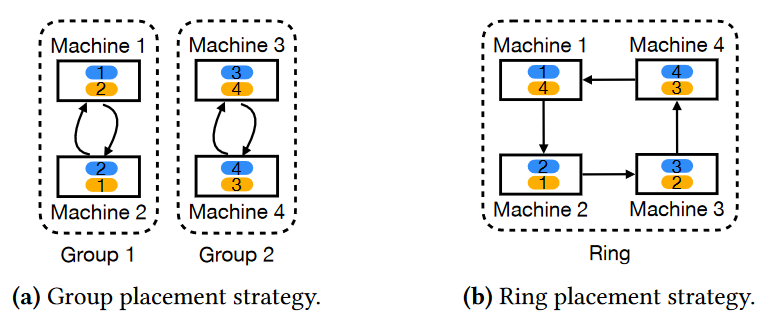 Machine 1
1
2
2
1
Machine 2
Group 1
Machine 3
3
4
4
3
Machine 4
Group 2
(a) Group placement strategy.
Machine 1
1
4
Machine 4
4
3
2
1
Machine 2
3
2
Machine 3
Ring
(b) Ring placement strategy.